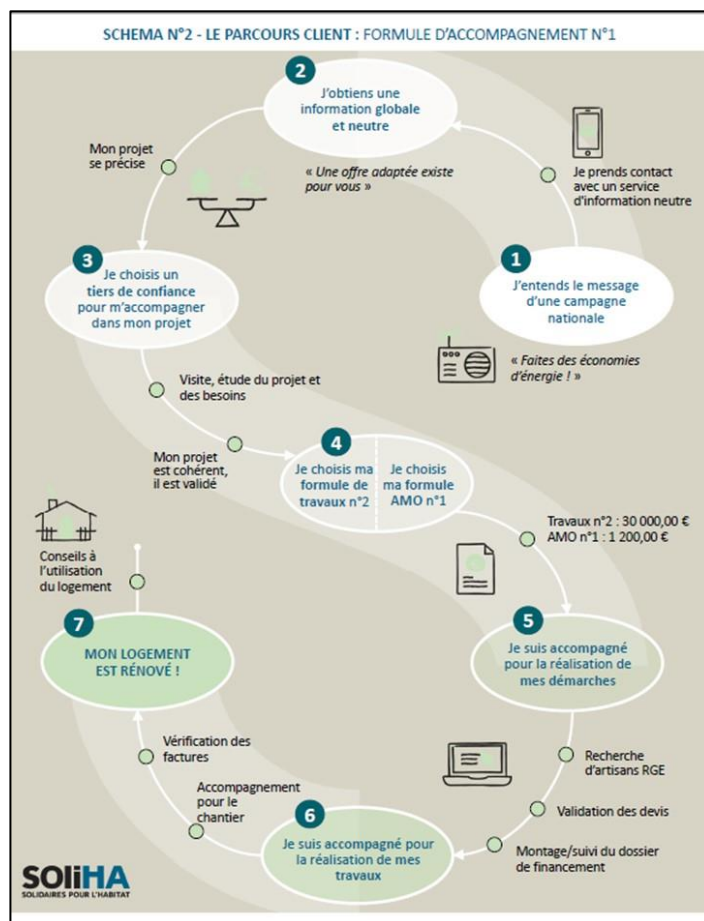 SCHEMA N°2 - LE PARCOURS CLIENT : FORMULE D'ACCOMPAGNEMENT N°1
2
J'obtiens une
information globale
et neutre
Mon projet
se précise
« Une offre adaptée existe
pour vous »
Je prends contact
avec un service
d'information neutre
1
J'entends le message
d'une campagne
nationale
« Faites des économies
d'énergie ! »
3
Je choisis un
tiers de confiance
pour m'accompagner
dans mon projet
Visite, étude du projet et
des besoins
Mon projet
est cohérent,
il est validé
4
Je choisis ma
formule de
travaux n°2
Je choisis
ma formule
AMO n°1
Travaux n°2 : 30 000,00 €
AMO n°1 : 1 200,00 €
5
Je suis accompagné
pour la réalisation de
mes démarches
Recherche
d'artisans RGE
Validation des devis
Montage/suivi du dossier
de financement
6
Je suis accompagné pour
la réalisation de mes
travaux
Accompagnement
pour le
chantier
Vérification des
factures
7
MON LOGEMENT
EST RÉNOVÉ !
Conseils à
l'utilisation
du logement
SOLiHA
SOLIDAIRES POUR L'HABITAT